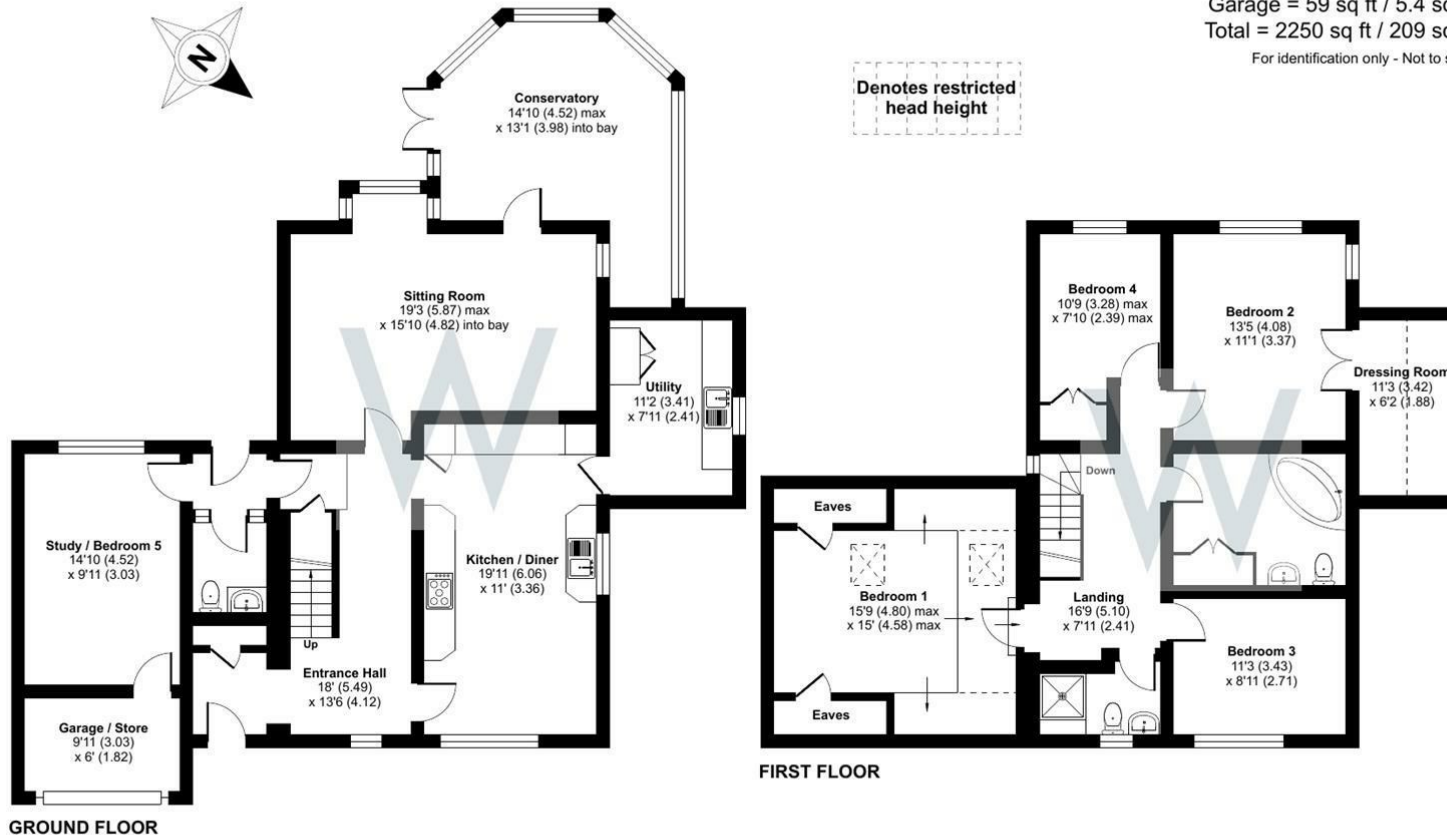 Garage = 59 sq ft / 5.4 sq
Total = 2250 sq ft / 209 sq
For identification only - Not to s
N
Denotes restricted
head height
Conservatory
14'10 (4.52) max
x 13'1 (3.98) into bay
Sitting Room
19'3 (5.87) max
x 15'10 (4.82) into bay
Utility
11'2 (3.41)
x 7'11 (2.41)
Study / Bedroom 5
14'10 (4.52)
x 9'11 (3.03)
Kitchen / Diner
19'11 (6.06)
x 11' (3.36)
Up
Entrance Hall
18' (5.49)
x 13'6 (4.12)
Garage / Store
9'11 (3.03)
x 6' (1.82)
GROUND FLOOR
W
Bedroom 4
10'9 (3.28) max
x 7'10 (2.39) max
Bedroom 2
13'5 (4.08)
x 11'1 (3.37)
Dressing Room
11'3 (3.42)
x 6'2 (1.88)
Down
Eaves
Bedroom 1
15'9 (4.80) max
x 15' (4.58) max
Eaves
Landing
16'9 (5.10)
x 7'11 (2.41)
Bedroom 3
11'3 (3.43)
x 8'11 (2.71)
FIRST FLOOR
W